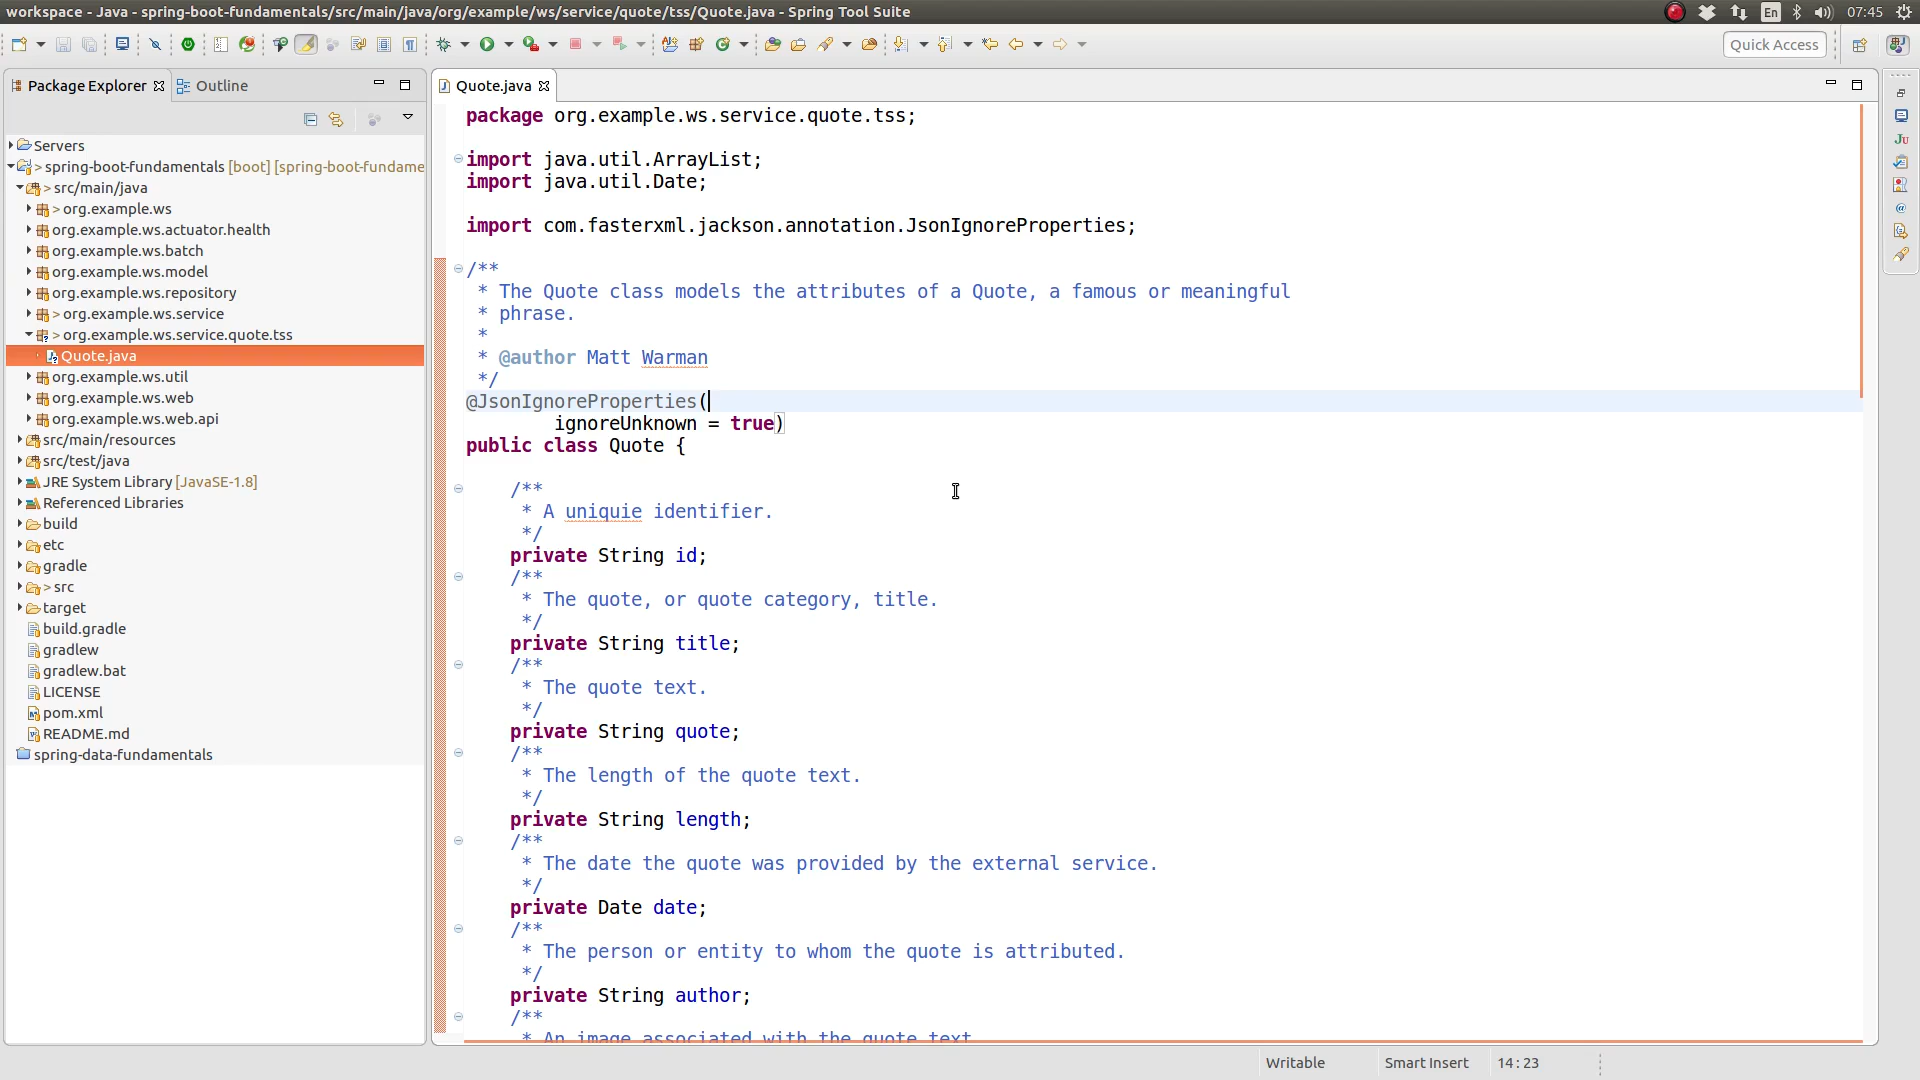 workspace - Java - spring-boot-fundamentals/src/main/java/org/example/ws/service/quote/tss/Quote.java - Spring Tool Suite
En
07:45
Quick Access
Package Explorer
Outline
Servers
> spring-boot-fundamentals [boot] [spring-boot-fundame
> src/main/java
> org.example.ws
org.example.ws.actuator.health
org.example.ws.batch
org.example.ws.model
org.example.ws.repository
> org.example.ws.service
> org.example.ws.service.quote.tss
Quote.java
org.example.ws.util
org.example.ws.web
org.example.ws.web.api
src/main/resources
src/test/java
JRE System Library [JavaSE-1.8]
Referenced Libraries
build
etc
gradle
> src
target
build.gradle
gradlew
gradlew.bat
LICENSE
pom.xml
README.md
spring-data-fundamentals
Quote.java
package org.example.ws.service.quote.tss;
import java.util.ArrayList;
import java.util.Date;
import com.fasterxml.jackson.annotation.JsonIgnoreProperties;
/**
* The Quote class models the attributes of a Quote, a famous or meaningful
* phrase.
*
* @author Matt Warman
*/
@JsonIgnoreProperties(
ignoreUnknown = true)
public class Quote {
/**
* A uniquie identifier.
*/
private String id;
/**
* The quote, or quote category, title.
*/
private String title;
/**
* The quote text.
*/
private String quote;
/**
* The length of the quote text.
*/
private String length;
/**
* The date the quote was provided by the external service.
*/
private Date date;
/**
* The person or entity to whom the quote is attributed.
*/
private String author;
/**
* An image associated with the quote text
Ju
@
Writable
Smart Insert
14 : 23